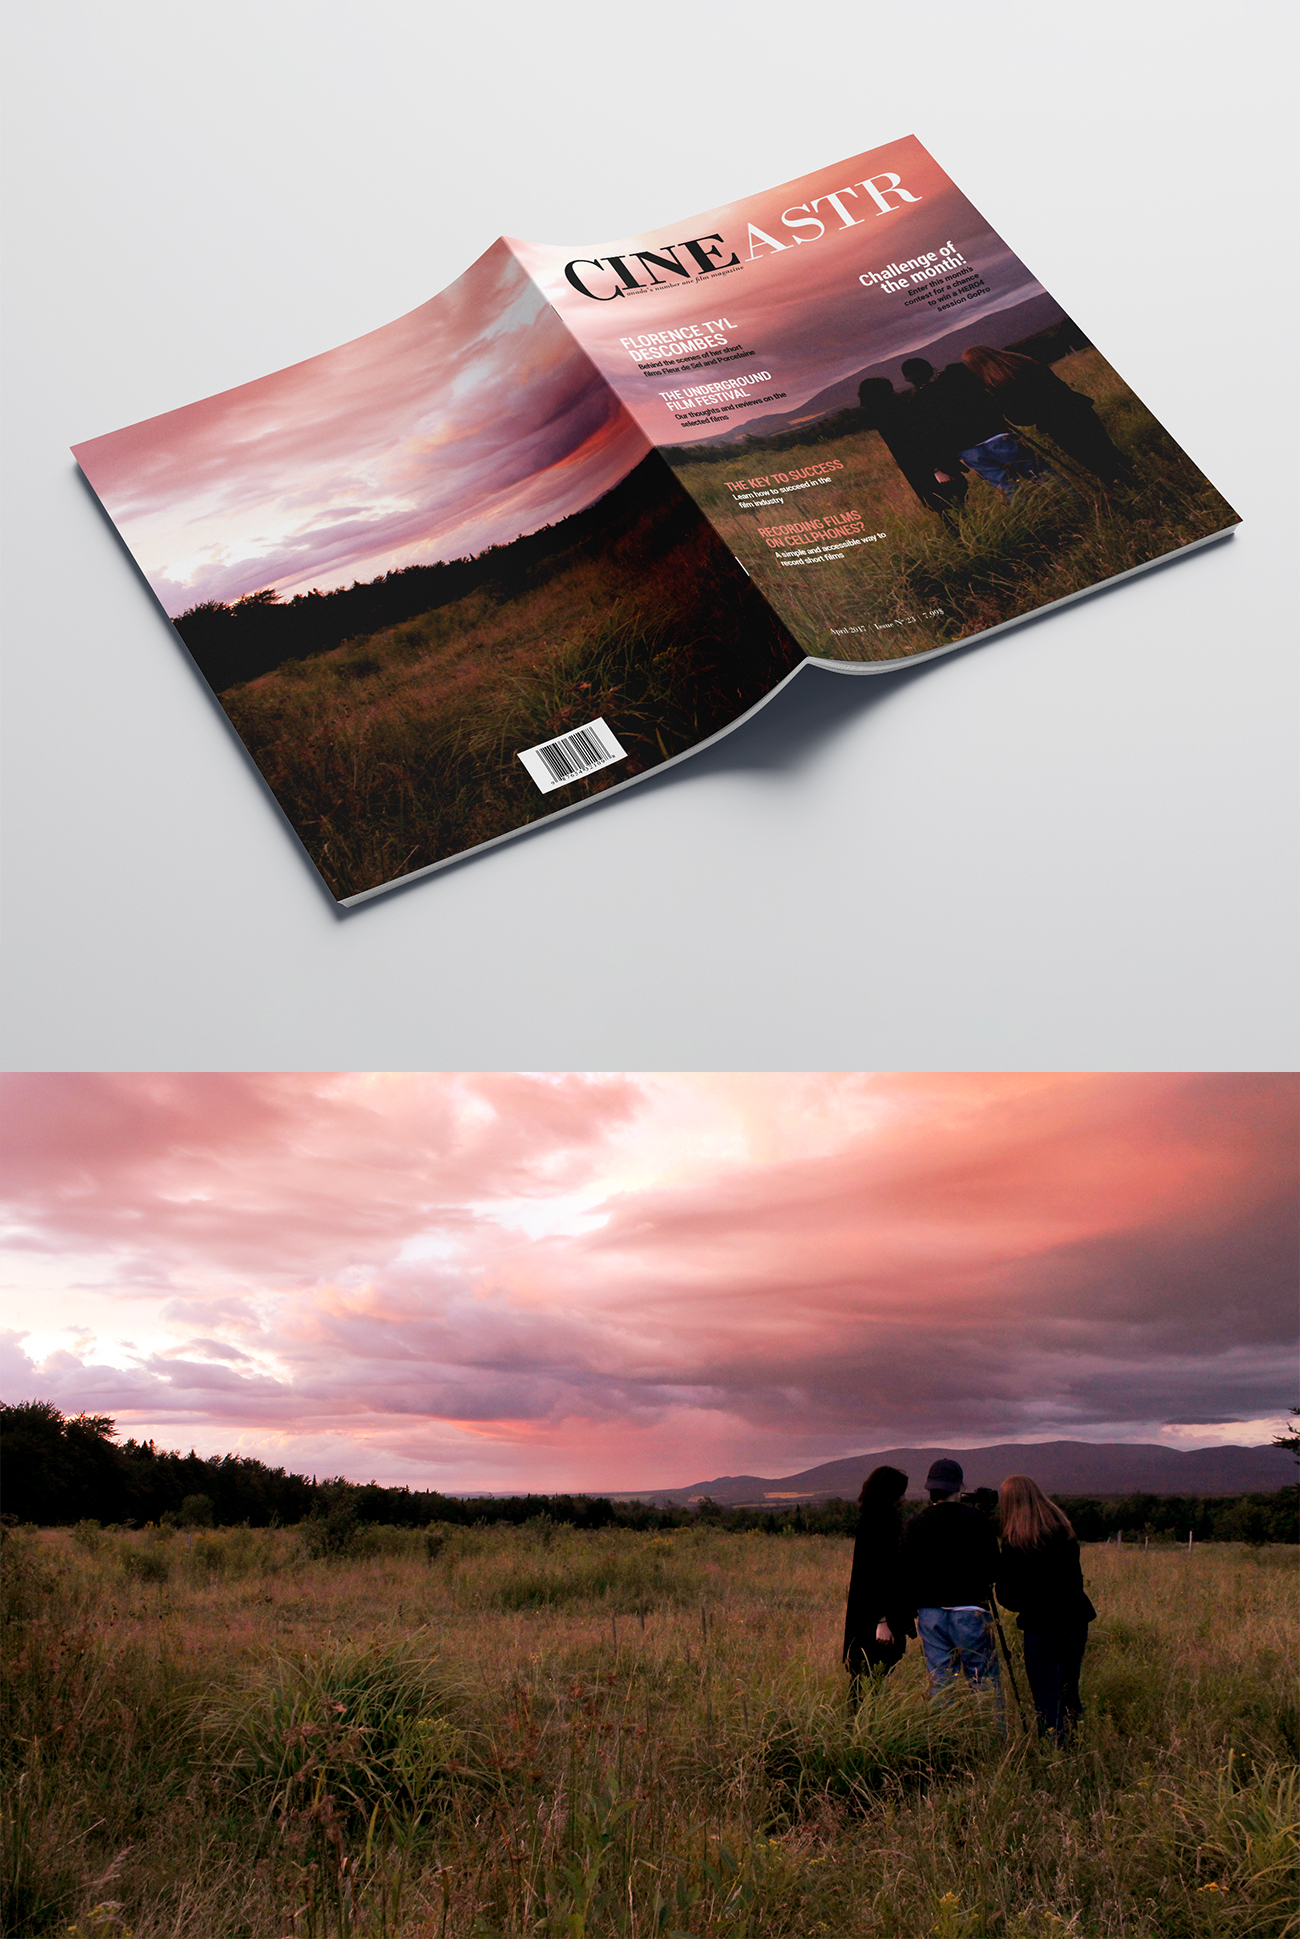 CINEASTR
anada's number one film magazine
Challenge of
the month!
Enter this month's
contest for a chance
to win a HERO4
session GoPro
FLORENCE TYL
DESCOMBES
Behind the scenes of her short
films Fleur de Sel and Porcelaine
THE UNDERGROUND
FILM FESTIVAL
Our thoughts and reviews on the
selected films
THE KEY TO SUCCESS
Learn how to succeed in the
film industry
RECORDING FILMS
ON CELLPHONES?
A simple and accessible way to
record short films
April 2017 | Issue N° 23 | 7.99$